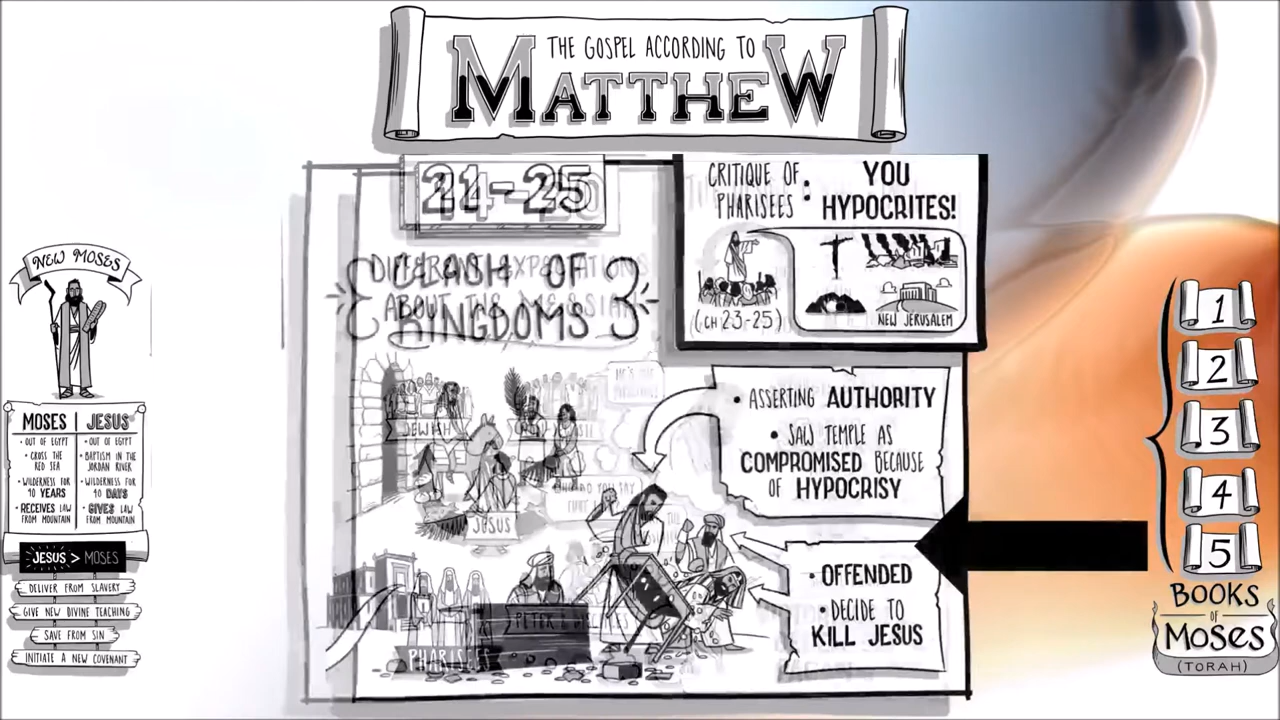 THE GOSPEL ACCORDING TO
MATTHEW
21-25
CLASH OF
KINGDOMS
DIFFERENT EXPECTATIONS
ABOUT THE MESSIAH
CRITIQUE OF
PHARISEES :
YOU
HYPOCRITES!
(CH 23-25)
NEW JERUSALEM
• ASSERTING AUTHORITY
• SAW TEMPLE AS
COMPROMISED BECAUSE
OF HYPOCRISY
• OFFENDED
• DECIDE TO
KILL JESUS
JESUS
PHARISEES
NEW MOSES
MOSES | JESUS
• OUT OF EGYPT
• CROSS THE
RED SEA
• WILDERNESS FOR
40 YEARS
• RECEIVES LAW
FROM MOUNTAIN
• OUT OF EGYPT
• BAPTISM IN THE
JORDAN RIVER
• WILDERNESS FOR
40 DAYS
• GIVES LAW
FROM MOUNTAIN
JESUS > MOSES
DELIVER FROM SLAVERY
GIVE NEW DIVINE TEACHING
SAVE FROM SIN
INITIATE A NEW COVENANT
1
2
3
4
5
BOOKS
OF
MOSES
(TORAH)